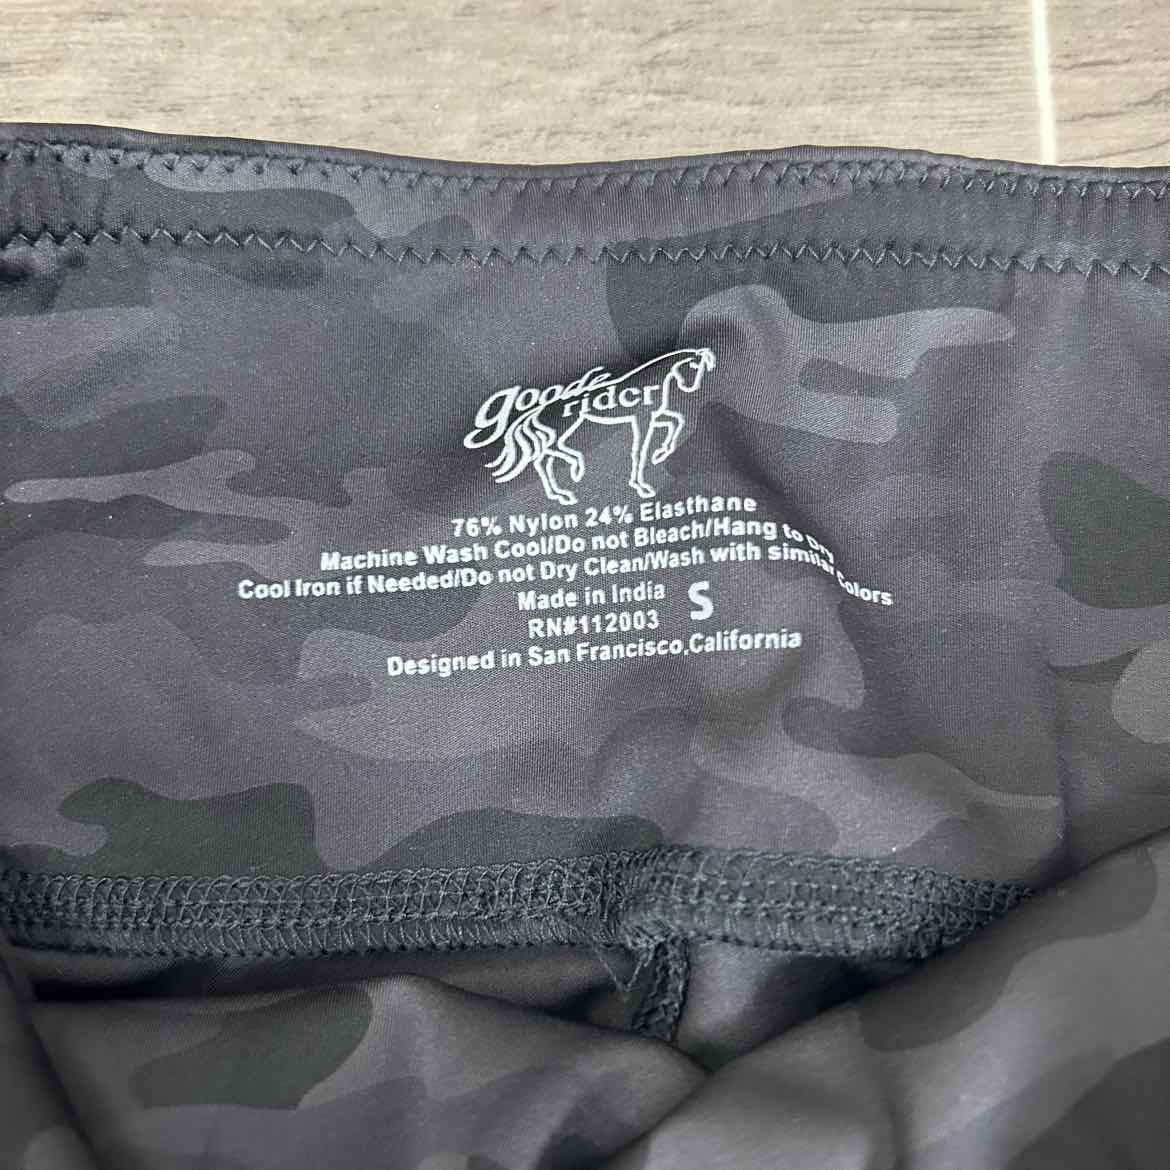 goode
rider
76% Nylon 24% Elasthane
Machine Wash Cool/Do not Bleach/Hang to Dry
Cool Iron if Needed/Do not Dry Clean/Wash with similar Colors
Made in India S
RN#112003
Designed in San Francisco,California